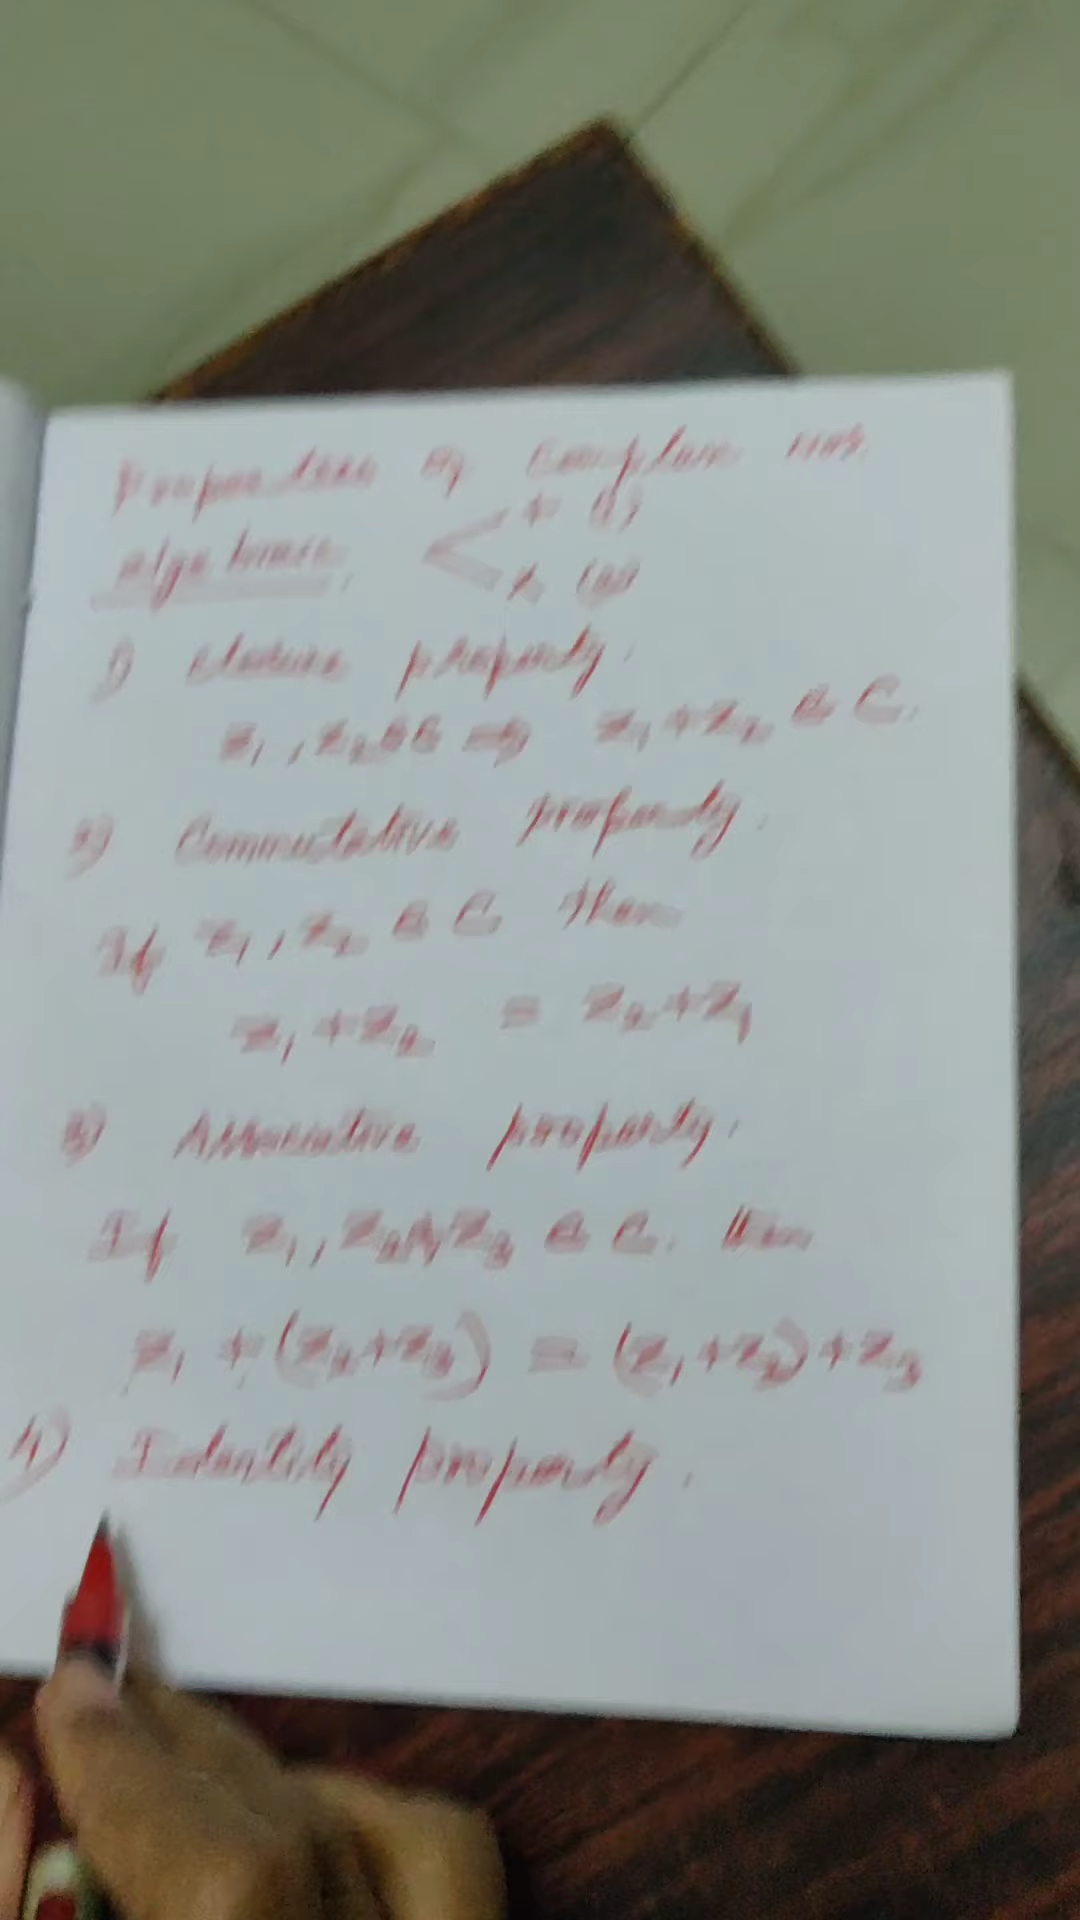 Properties of Complex nos.
algebraic. < + (1)
× (2)
1) closure property.
z₁, z₂ ∈ C ⇒ z₁ + z₂ ∈ C.
2) Commutative property.
If z₁, z₂ ∈ C then
z₁ + z₂ = z₂ + z₁
3) Associative property.
If z₁, z₂, z₃ ∈ C. then
z₁ + (z₂ + z₃) = (z₁ + z₂) + z₃
4) Identity property.